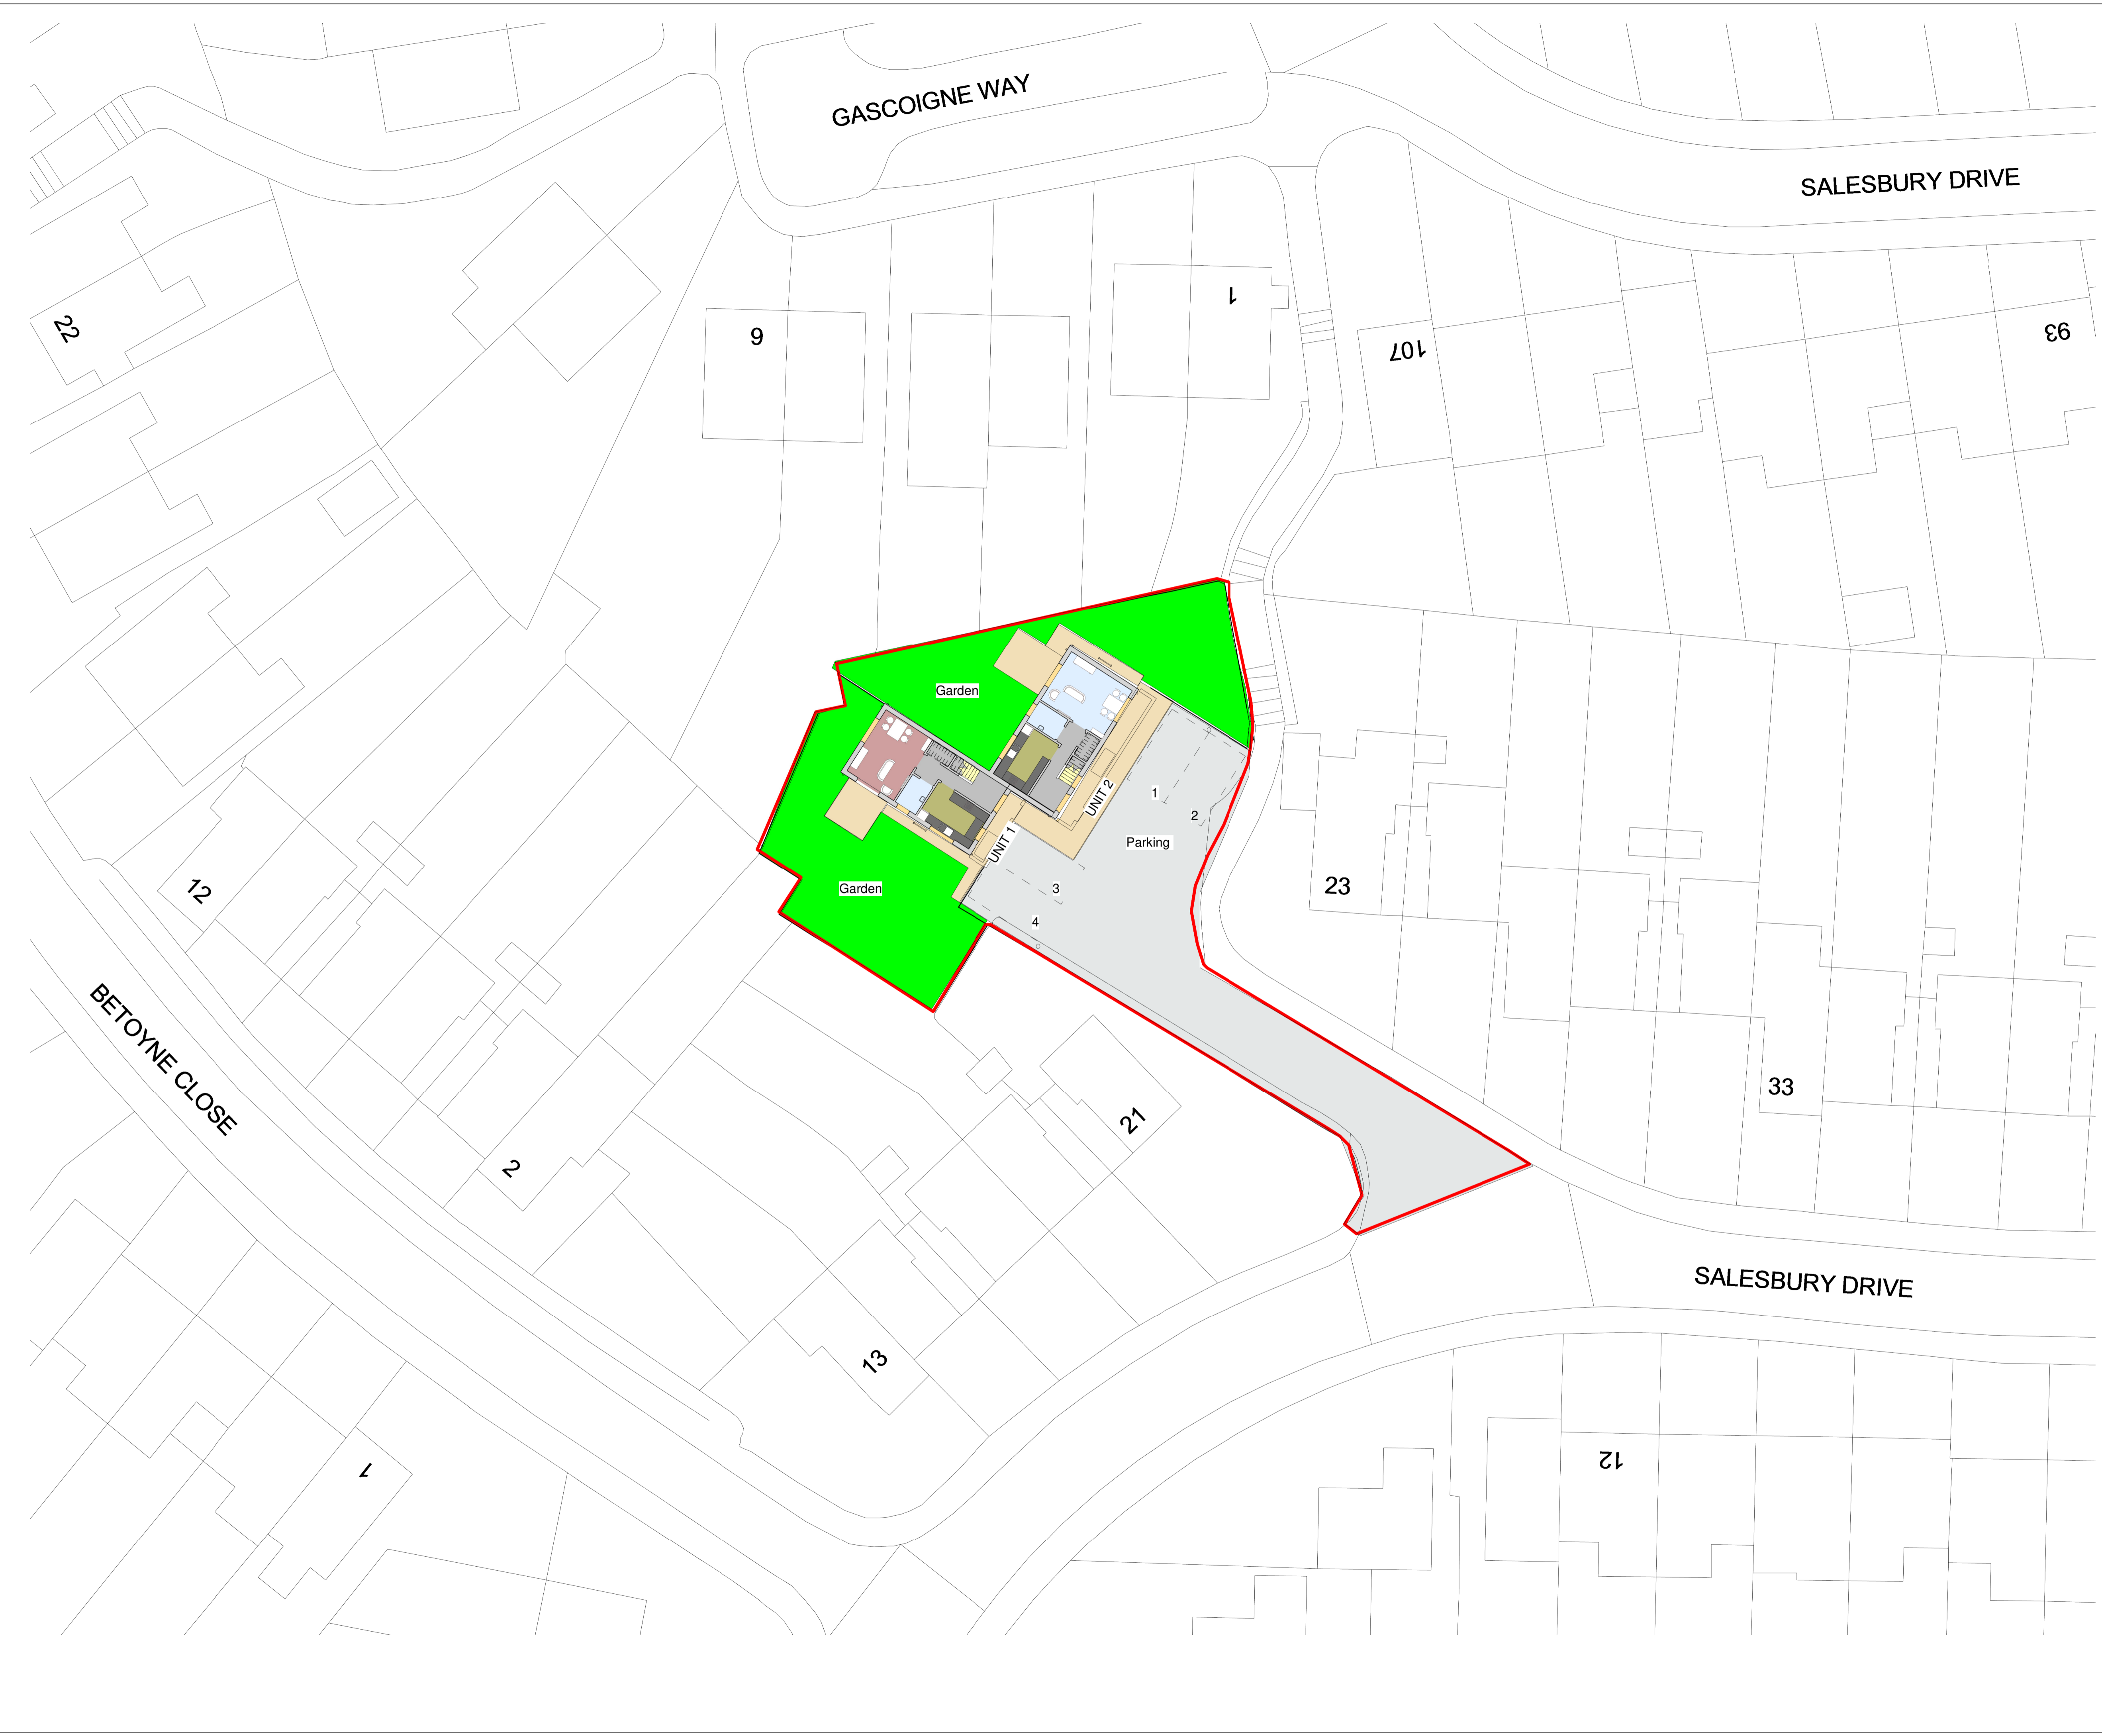 GASCOIGNE WAY
SALESBURY DRIVE
22
9
1
107
93
Garden
UNIT 2
1
2
UNIT 1
Parking
Garden
3
4
23
12
33
BETOYNE CLOSE
21
2
SALESBURY DRIVE
13
1
12